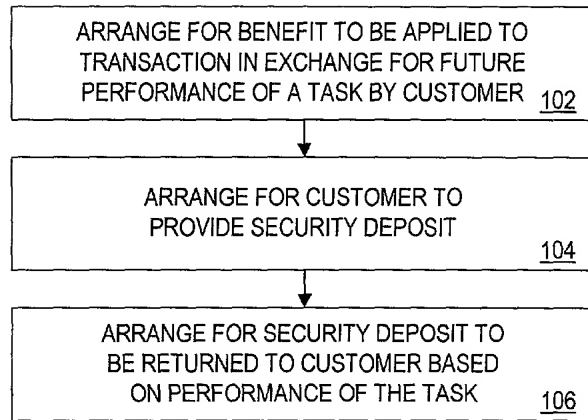 ARRANGE FOR BENEFIT TO BE APPLIED TO
TRANSACTION IN EXCHANGE FOR FUTURE
PERFORMANCE OF A TASK BY CUSTOMER
102
ARRANGE FOR CUSTOMER TO
PROVIDE SECURITY DEPOSIT
104
ARRANGE FOR SECURITY DEPOSIT TO
BE RETURNED TO CUSTOMER BASED
ON PERFORMANCE OF THE TASK
106